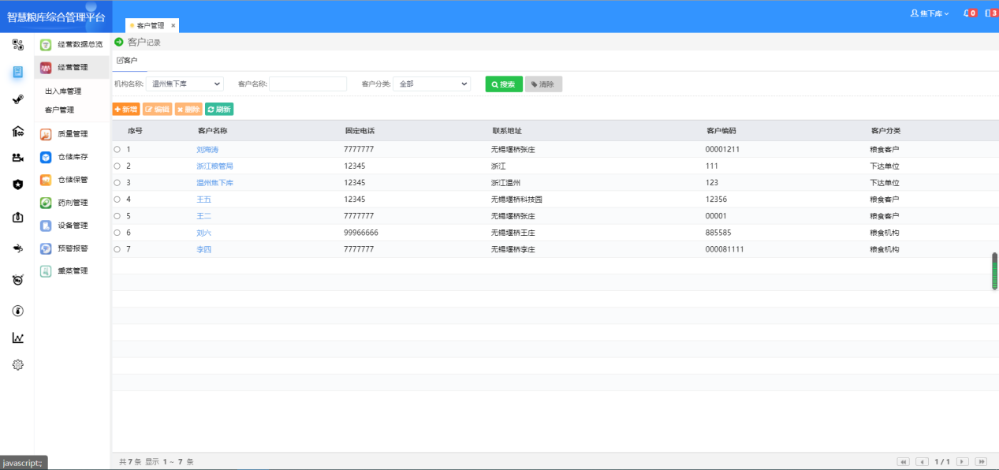 智慧粮库综合管理平台
客户管理 ×
焦下库
0
3
经营数据总览
经营管理
出入库管理
客户管理
质量管理
仓储库存
仓储保管
药剂管理
设备管理
预警报警
熏蒸管理
客户记录
客户
机构名称: 温州焦下库 客户名称: 客户分类: 全部 搜索 清除
新增 编辑 删除 刷新
序号 客户名称 固定电话 联系地址 客户编码 客户分类
1 刘海涛 7777777 无锡堰桥张庄 00001211 粮食客户
2 浙江粮管局 12345 浙江 111 下达单位
3 温州焦下库 12345 浙江温州 123 下达单位
4 王五 12345 无锡堰桥科技园 12356 粮食客户
5 王二 7777777 无锡堰桥张庄 00001 粮食客户
6 刘六 99966666 无锡堰桥王庄 885585 粮食机构
7 李四 7777777 无锡堰桥李庄 000081111 粮食机构
共 7 条 显示 1 ~ 7 条
1 / 1
javascript:;